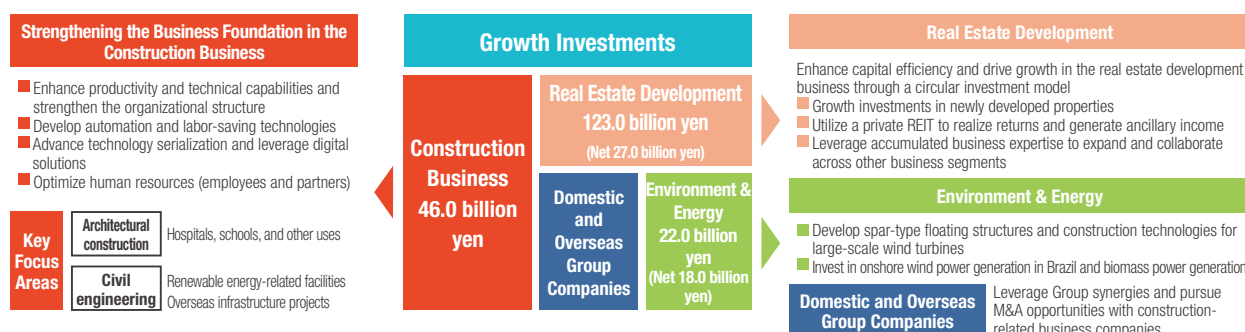 Strengthening the Business Foundation in the
Construction Business
Enhance productivity and technical capabilities and
strengthen the organizational structure
Develop automation and labor-saving technologies
Advance technology serialization and leverage digital
solutions
Optimize human resources (employees and partners)
Key
Focus
Areas
Architectural
construction
Hospitals, schools, and other uses
Civil
engineering
Renewable energy-related facilities
Overseas infrastructure projects
Growth Investments
Construction
Business
46.0 billion
yen
Real Estate Development
123.0 billion yen
(Net 27.0 billion yen)
Domestic
and
Overseas
Group
Companies
Environment &
Energy
22.0 billion
yen
(Net 18.0 billion
yen)
Real Estate Development
Enhance capital efficiency and drive growth in the real estate development
business through a circular investment model
Growth investments in newly developed properties
Utilize a private REIT to realize returns and generate ancillary income
Leverage accumulated business expertise to expand and collaborate
across other business segments
Environment & Energy
Develop spar-type floating structures and construction technologies for
large-scale wind turbines
Invest in onshore wind power generation in Brazil and biomass power generation
Domestic and Overseas
Group Companies
Leverage Group synergies and pursue
M&A opportunities with construction-
related business companies